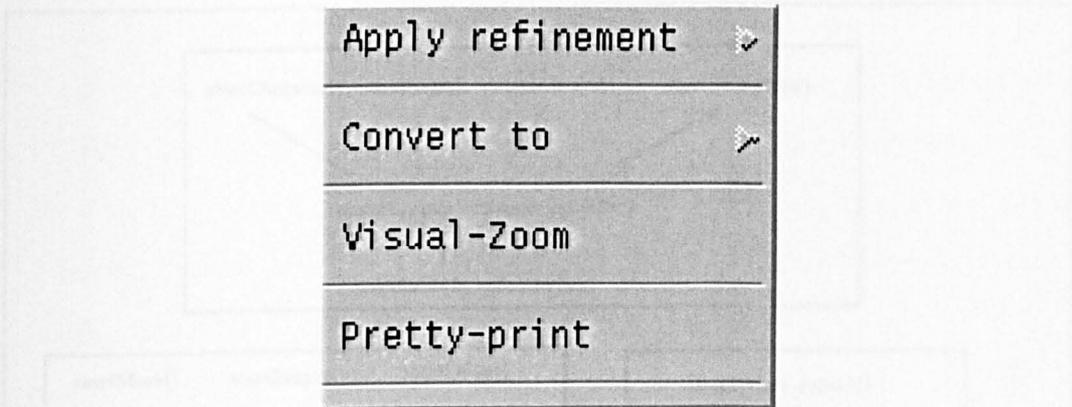 Apply refinement
Convert to
Visual-Zoom
Pretty-print